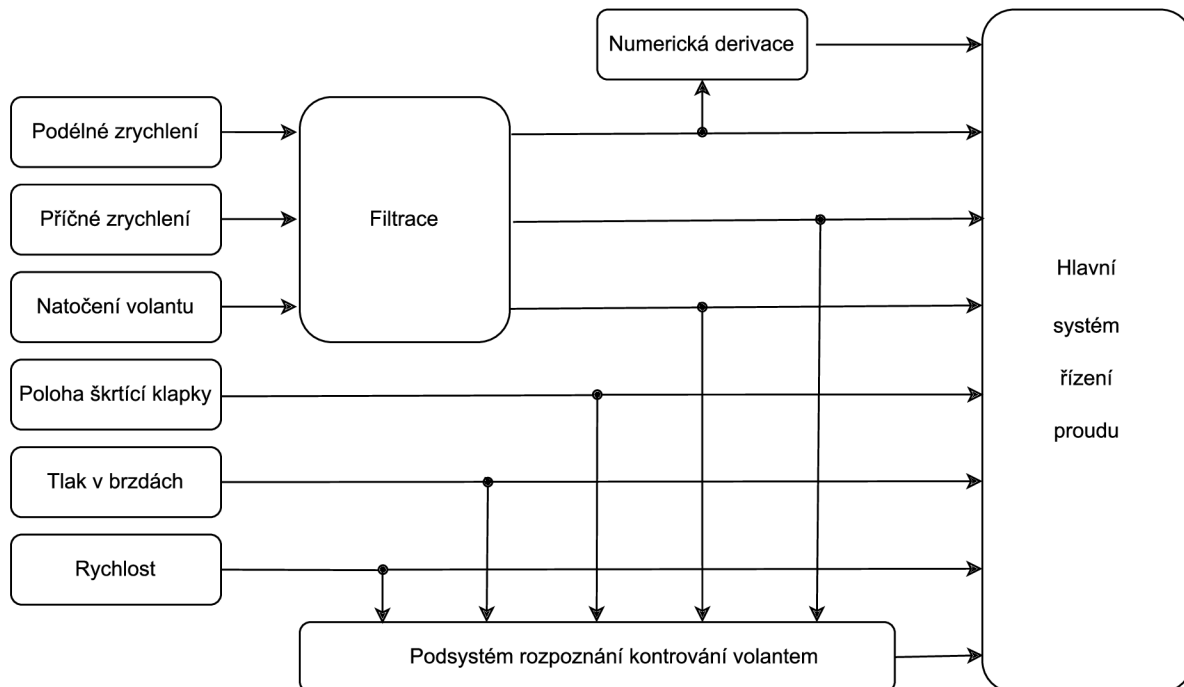 Numerická derivace
Podélné zrychlení
Příčné zrychlení
Filtrace
Natočení volantu
Hlavní
systém
řízení
proudu
Poloha škrtící klapky
Tlak v brzdách
Rychlost
Podsystém rozpoznání kontrování volantem